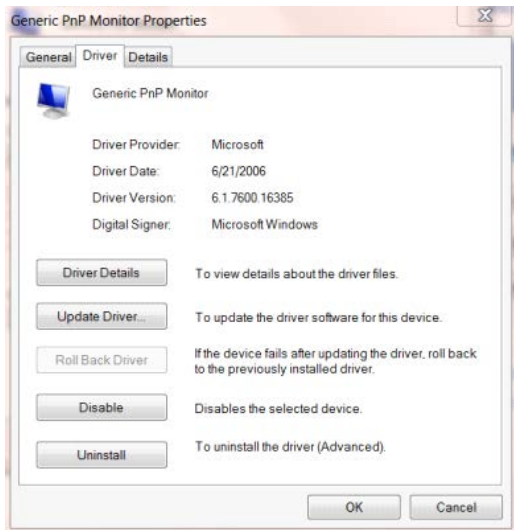 Generic PnP Monitor Properties
General Driver Details
Generic PnP Monitor
Driver Provider: Microsoft
Driver Date: 6/21/2006
Driver Version: 6.1.7600.16385
Digital Signer: Microsoft Windows
Driver Details To view details about the driver files.
Update Driver... To update the driver software for this device.
Roll Back Driver If the device fails after updating the driver, roll back
to the previously installed driver.
Disable Disables the selected device.
Uninstall To uninstall the driver (Advanced).
OK Cancel